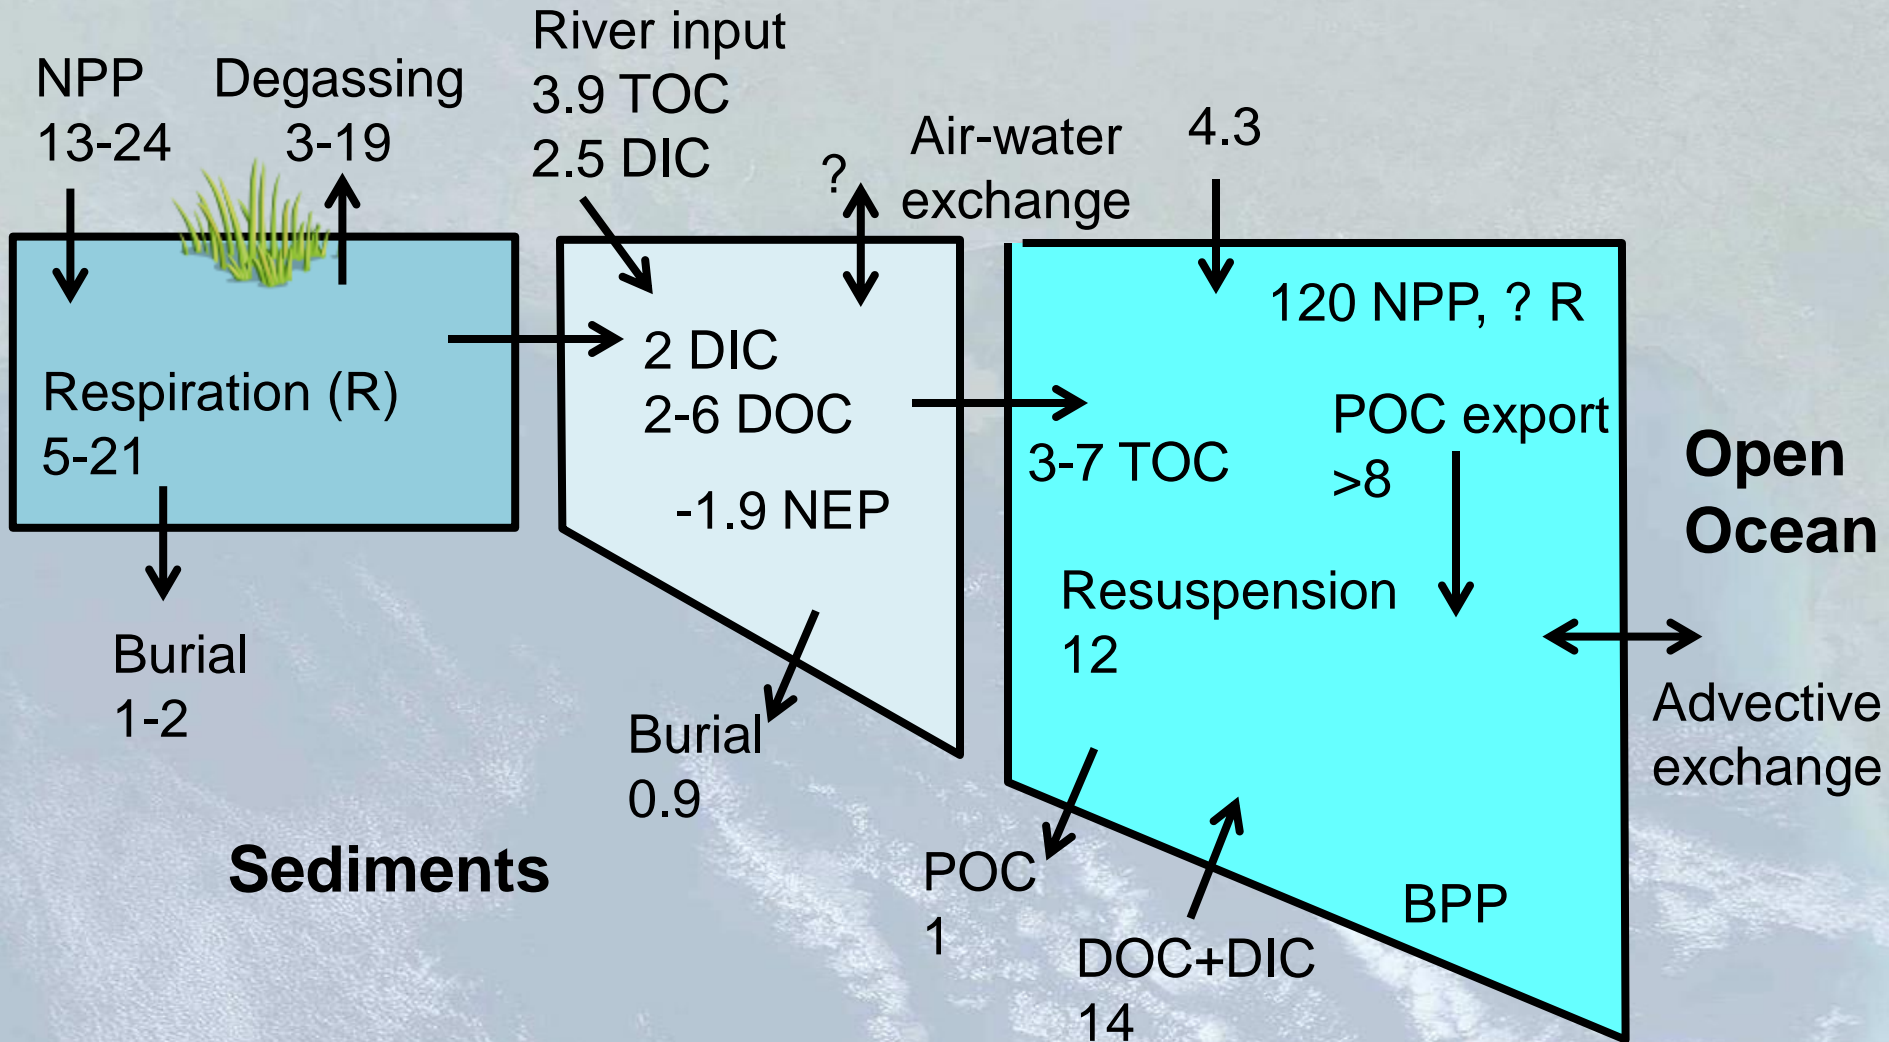 NPP
13-24
Degassing
3-19
River input
3.9 TOC
2.5 DIC
?
Air-water
exchange
4.3
Respiration (R)
5-21
Burial
1-2
2 DIC
2-6 DOC
-1.9 NEP
Burial
0.9
120 NPP, ? R
3-7 TOC
POC export
>8
Resuspension
12
Open
Ocean
Advective
exchange
Sediments
POC
1
DOC+DIC
14
BPP